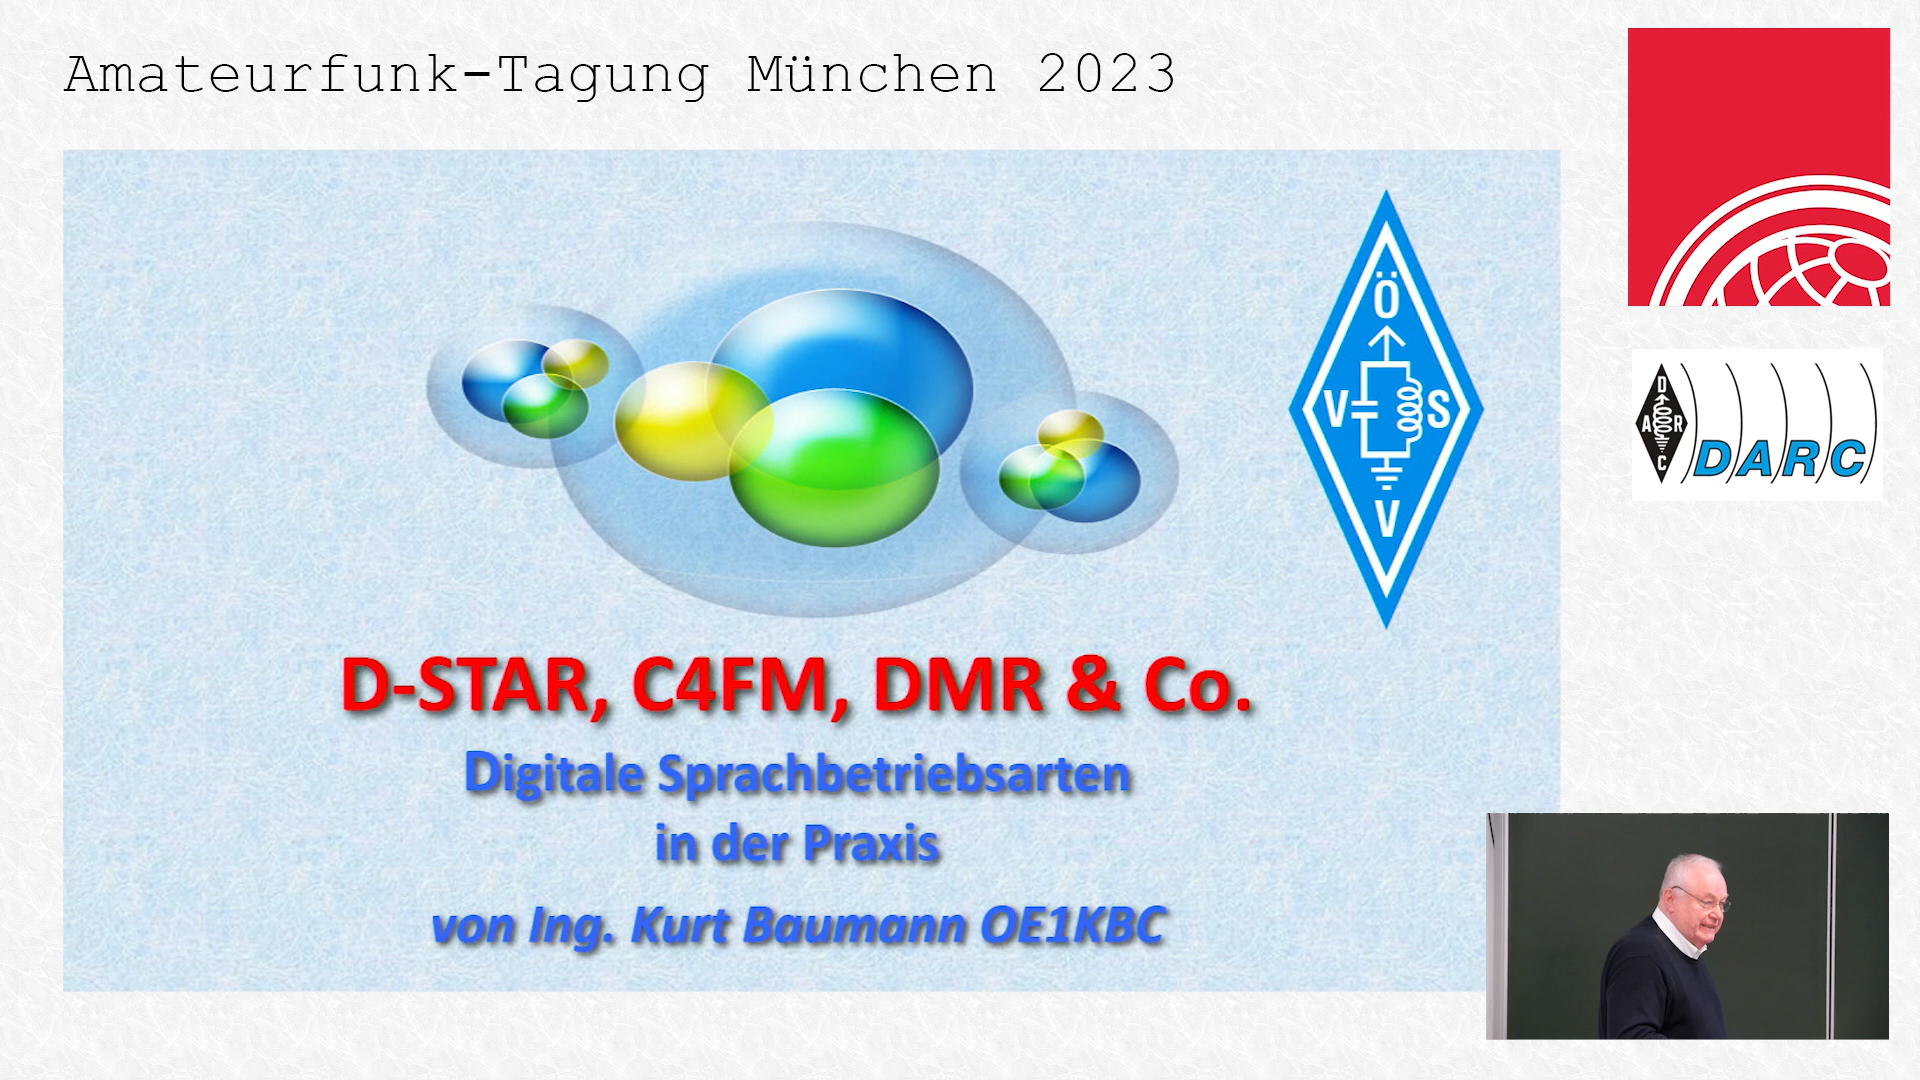 Amateurfunk-Tagung München 2023
Ö
V S
V
D
A R
C
DARC
D-STAR, C4FM, DMR & Co.
Digitale Sprachbetriebsarten
in der Praxis
von Ing. Kurt Baumann OE1KBC